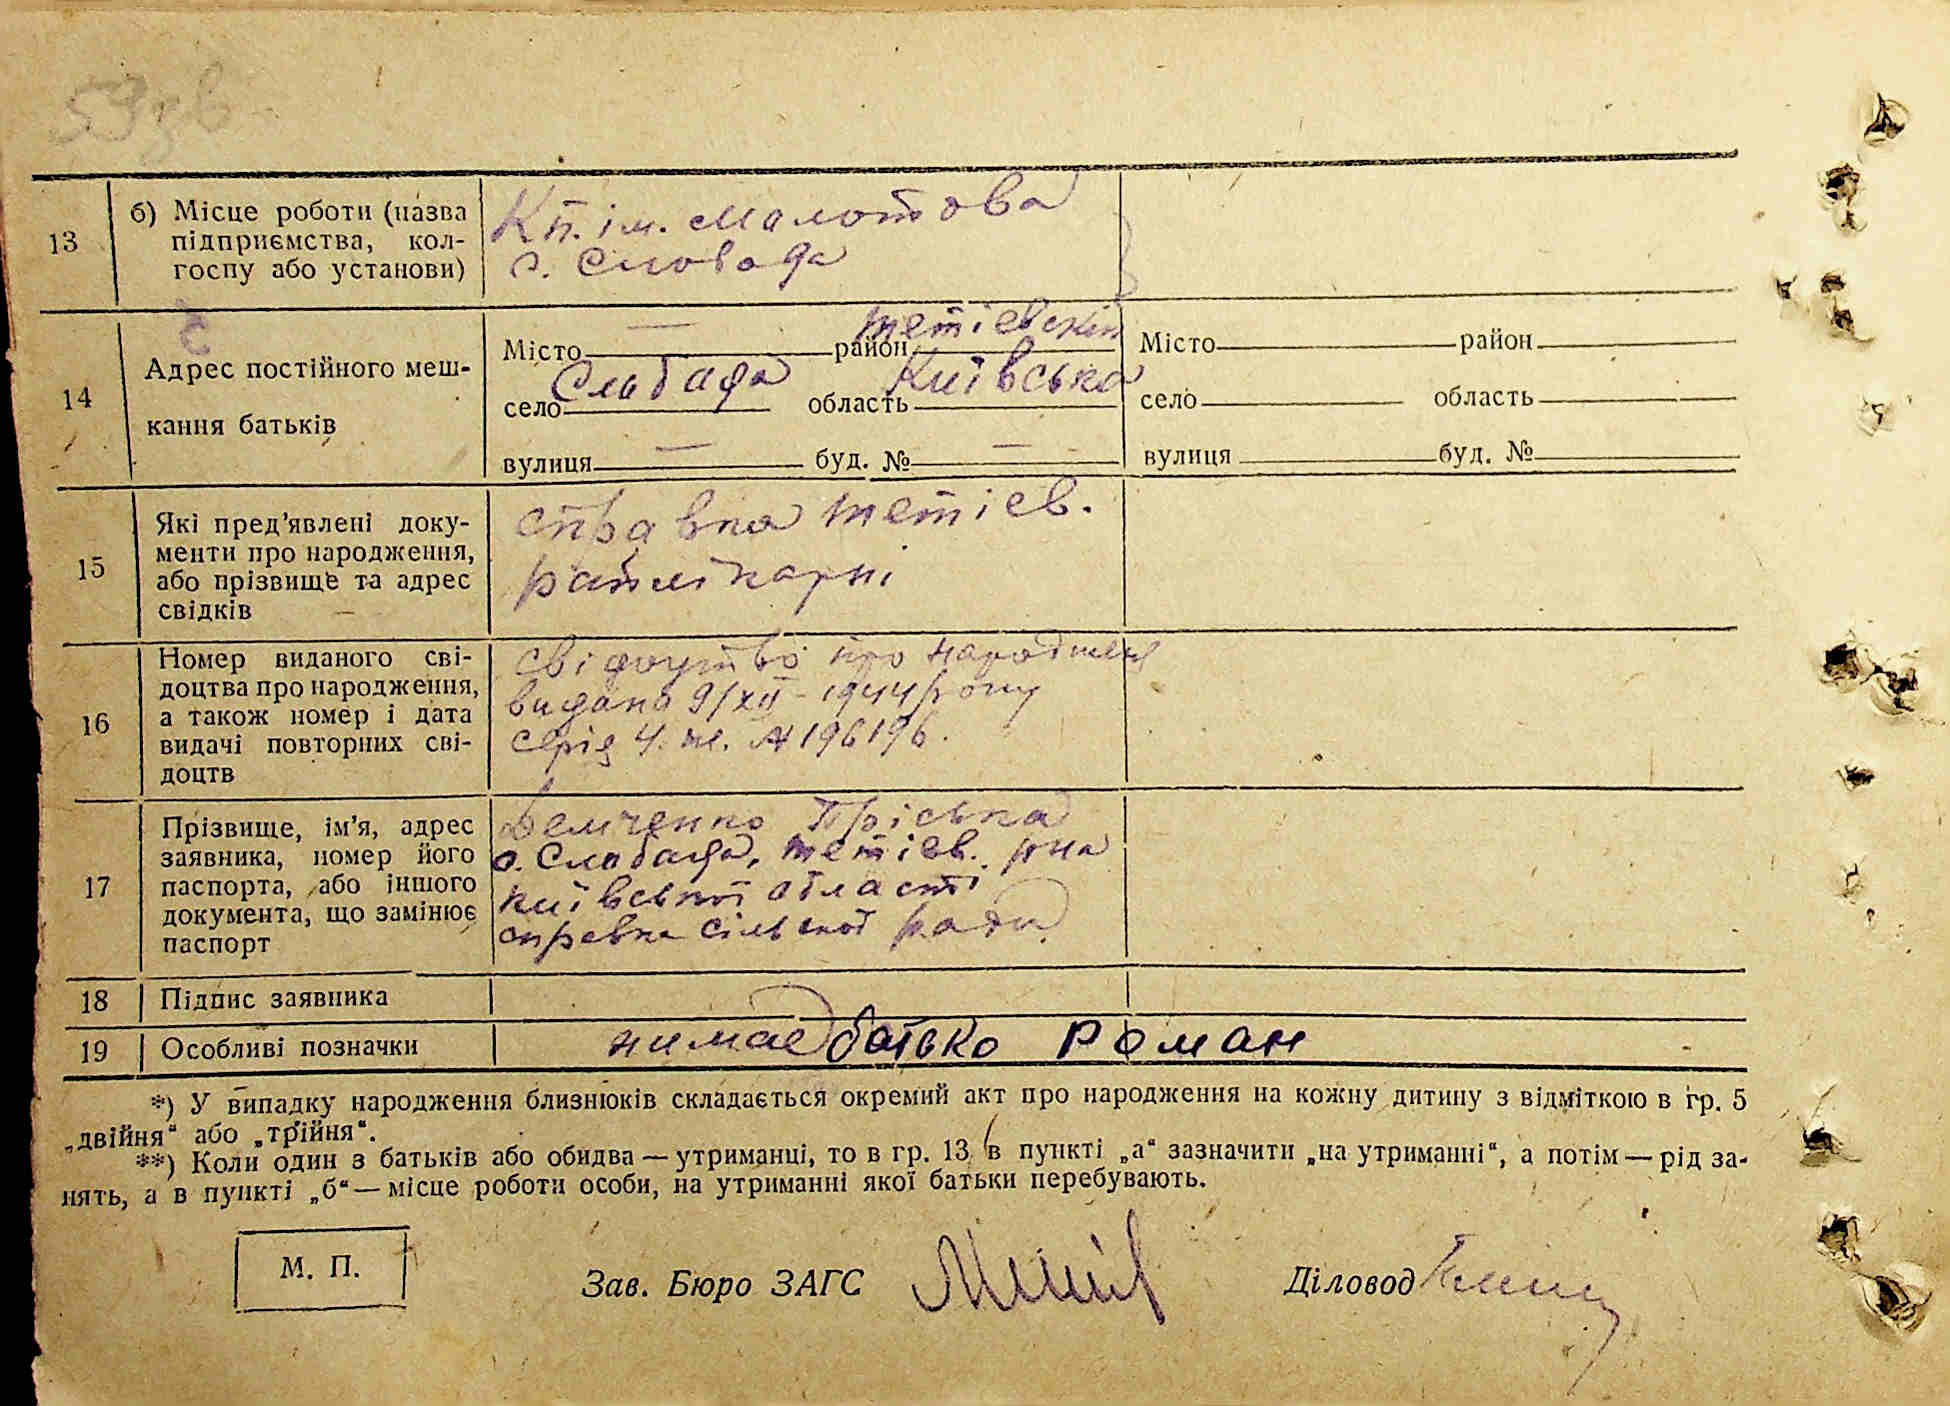 59зв
13
б) Місце роботи (назва
підприємства, кол-
госпу або установи)
Кп. ім. Молотова
с. Слобода
14
Адрес постійного меш-
кання батьків
Місто — район Тетіевский
село Слобода область Київська
вулиця — буд. № —
Місто район
село область
вулиця буд. №
15
Які пред'явлені доку-
менти про народження,
або прізвище та адрес
свідків
справка Тетіев.
райлікарні
16
Номер виданого сві-
доцтва про народження,
а також номер і дата
видачі повторних сві-
доцтв
свідоцтво про народження
видано 9/XII - 1944 року
серія № 196196.
17
Прізвище, ім'я, адрес
заявника, номер його
паспорта, або іншого
документа, що замінює
паспорт
Демченко Пріська
с. Слобода, Тетіев. рна
київської області
справка сільської ради
18 Підпис заявника
19 Особливі позначки
нимає батько Роман
*) У випадку народження близнюків складається окремий акт про народження на кожну дитину з відміткою в гр. 5
„двійня“ або „трійня“.
**) Коли один з батьків або обидва — утриманці, то в гр. 13 в пункті „а“ зазначити „на утриманні“, а потім — рід за-
нять, а в пункті „б“ — місце роботи особи, на утриманні якої батьки перебувають.
М. П.
Зав. Бюро ЗАГС
Діловод